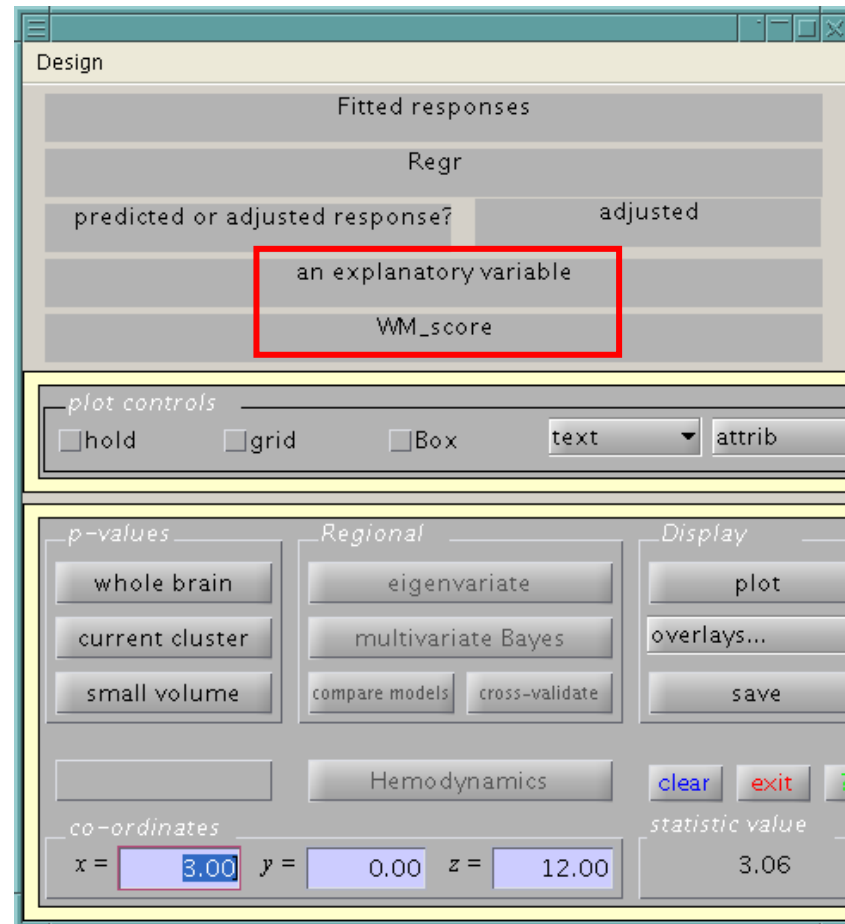 Design
Fitted responses
Regr
predicted or adjusted response? adjusted
an explanatory variable
WM_score
plot controls
hold grid Box text attrib
p-values Regional Display
whole brain eigenvariate plot
current cluster multivariate Bayes overlays...
small volume compare models cross-validate save
Hemodynamics clear exit
co-ordinates statistic value
x = 3.00 y = 0.00 z = 12.00 3.06